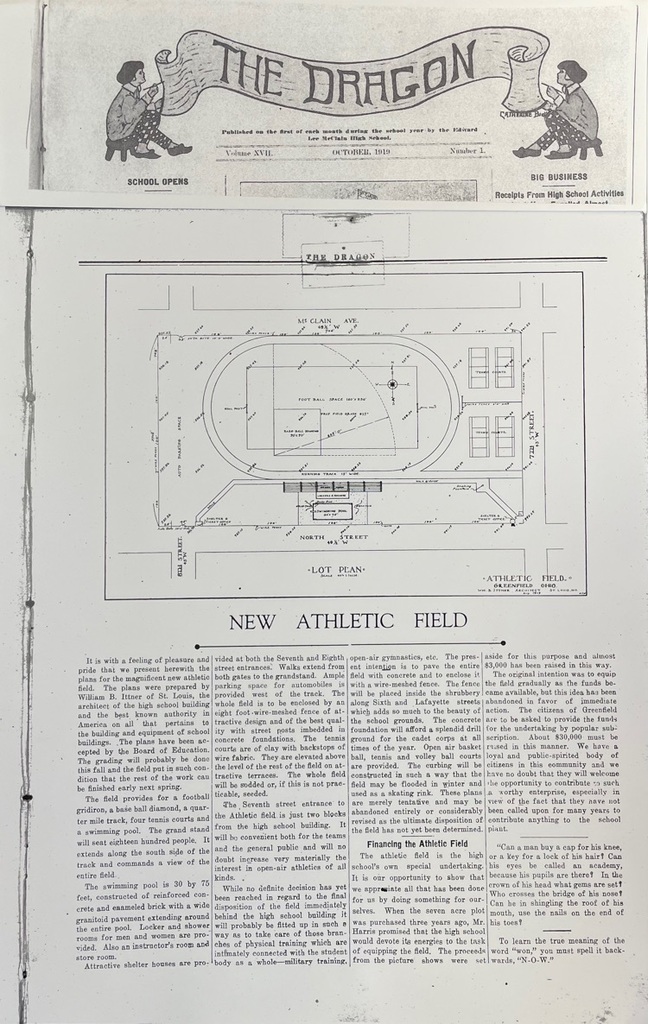 THE DRAGON
CATHERINE
Published on the first of each month during the school year by the Edward
Lee McClain High School.
Volume XVII. OCTOBER, 1919 Number 1.
SCHOOL OPENS
BIG BUSINESS
Receipts From High School Activities
THE DRAGON
MCCLAIN AVE.
FOOT BALL SPACE
RUNNING TRACK
AUTO PARKING SPACE
TENNIS COURTS
TENNIS COURTS
7TH STREET
NORTH STREET
8TH STREET
·LOT PLAN·
·ATHLETIC FIELD·
GREENFIELD OHIO
NEW ATHLETIC FIELD
It is with a feeling of pleasure and
pride that we present herewith the
plans for the magnificent new athletic
field. The plans were prepared by
William B. Ittner of St. Louis, the
architect of the high school building
and the best known authority in
America on all that pertains to
the building and equipment of school
buildings. The plans have been ac-
cepted by the Board of Education.
The grading will probably be done
this fall and the field put in such con-
dition that the rest of the work can
be finished early next spring.
The field provides for a football
gridiron, a base ball diamond, a quar-
ter mile track, four tennis courts and
a swimming pool. The grand stand
will seat eighteen hundred people. It
extends along the south side of the
track and commands a view of the
entire field.
The swimming pool is 30 by 75
feet, constructed of reinforced con-
crete and enameled brick with a wide
granitoid pavement extending around
the entire pool. Locker and shower
rooms for men and women are pro-
vided. Also an instructor's room and
store room.
Attractive shelter houses are pro-
vided at both the Seventh and Eighth
street entrances. Walks extend from
both gates to the grandstand. Ample
parking space for automobiles is
provided west of the track. The
whole field is to be enclosed by an
eight foot wire-meshed fence of at-
tractive design and of the best qual-
ity with street posts imbedded in
concrete foundations. The tennis
courts are of clay with backstops of
wire fabric. They are elevated above
the level of the rest of the field on at-
tractive terraces. The whole field
will be sodded or, if this is not prac-
ticable, seeded.
The Seventh street entrance to
the Athletic field is just two blocks
from the high school building. It
will be convenient both for the teams
and the general public and will no
doubt increase very materially the
interest in open-air athletics of all
kinds.
While no definite decision has yet
been reached in regard to the final
disposition of the field immediately
behind the high school building it
will probably be fitted up in such a
way as to take care of those bran-
ches of physical training which are
intimately connected with the student
body as a whole—military training,
open-air gymnastics, etc. The pres-
ent intention is to pave the entire
field with concrete and to enclose it
with a wire-meshed fence. The fence
will be placed inside the shrubbery
along Sixth and Lafayette streets
which adds so much to the beauty of
the school grounds. The concrete
foundation will afford a splendid drill
ground for the cadet corps at all
times of the year. Open air basket
ball, tennis and volley ball courts
are provided. The curbing will be
constructed in such a way that the
field may be flooded in winter and
used as a skating rink. These plans
are merely tentative and may be
abandoned entirely or considerably
revised as the ultimate disposition of
the field has not yet been determined.
Financing the Athletic Field
The athletic field is the high
school's own special undertaking.
It is our opportunity to show that
we appreciate all that has been done
for us by doing something for our-
selves. When the seven acre plot
was purchased three years ago, Mr.
Harris promised that the high school
would devote its energies to the task
of equipping the field. The proceeds
from the picture shows were set
aside for this purpose and almost
$3,000 has been raised in this way.
The original intention was to equip
the field gradually as the funds be-
came available, but this idea has been
abandoned in favor of immediate
action. The citizens of Greenfield
are to be asked to provide the funds
for the undertaking by popular sub-
scription. About $30,000 must be
raised in this manner. We have a
loyal and public-spirited body of
citizens in this community and we
have no doubt that they will welcome
the opportunity to contribute to such
a worthy enterprise, especially in
view of the fact that they have not
been called upon for many years to
contribute anything to the school
plant.
"Can a man buy a cap for his knee,
or a key for a lock of his hair? Can
his eyes be called an academy,
because his pupils are there? In the
crown of his head what gems are set?
Who crosses the bridge of his nose?
Can he in shingling the roof of his
mouth, use the nails on the end of
his toes?
To learn the true meaning of the
word "won," you must spell it back-
wards, "N-O-W."